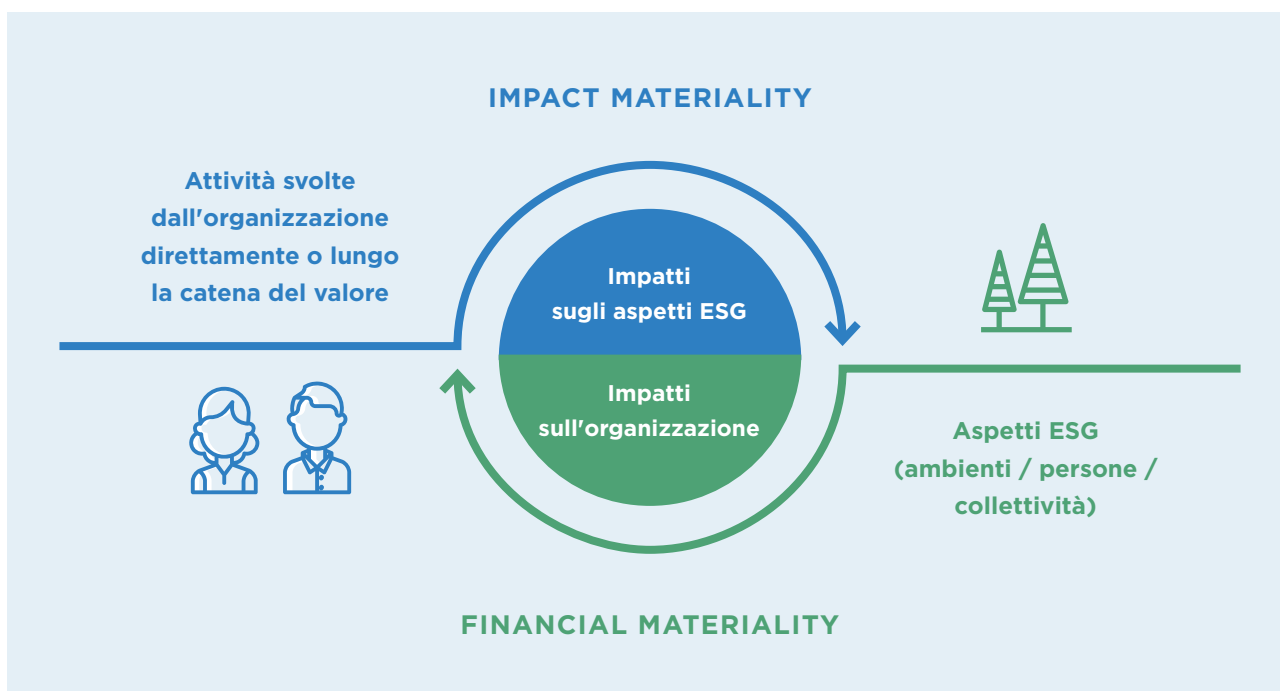 IMPACT MATERIALITY
Attività svolte
dall'organizzazione
direttamente o lungo
la catena del valore
Impatti
sugli aspetti ESG
Impatti
sull'organizzazione
Aspetti ESG
(ambienti / persone /
collettività)
FINANCIAL MATERIALITY